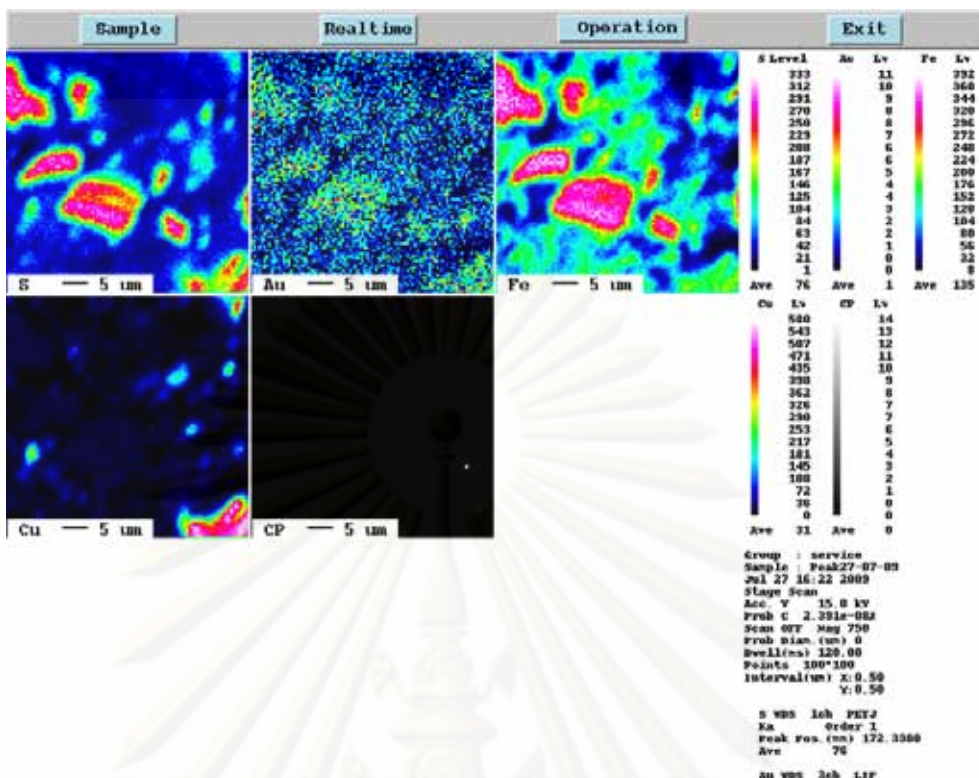 Sample Realtime Operation Exit
S Level Au Lv Fe Lv
333 11 392
312 10 368
291 9 344
270 8 320
250 8 296
229 7 272
208 6 248
187 6 224
167 5 200
146 4 176
125 4 152
104 3 128
84 2 104
63 2 80
42 1 56
21 0 32
1 0 8
Ave 76 Ave 1 Ave 135
S 5 um Au 5 um Fe 5 um
Cu Lv CP Lv
580 14
543 13
507 12
471 11
435 10
398 9
362 8
326 7
290 7
253 6
217 5
181 4
145 3
108 2
72 1
36 0
0 0
Ave 31 Ave 0
Cu 5 um CP 5 um
Group : service
Sample : Peak27-07-09
Jul 27 16:22 2009
Stage Scan
Acc. V 15.0 kV
Prob C 2.391e-08A
Scan OFF Mag 750
Prob Diam.(um) 0
Dwell(ms) 120.00
Points 100*100
Interval(um) X:0.50
Y:0.50
S WDS 1ch PETJ
Ka Order 1
Peak Pos.(mm) 172.3380
Ave 76
Au WDS LIF